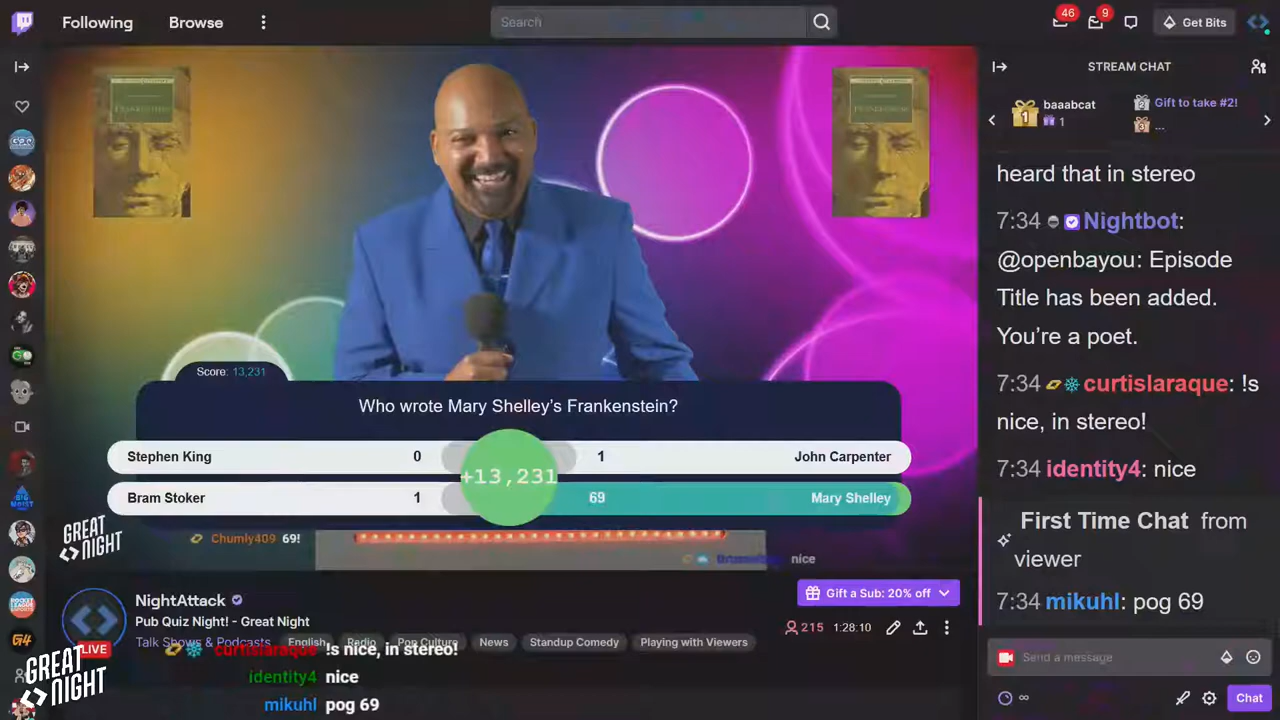 Following
Browse
Search
46
9
Get Bits
STREAM CHAT
baaabcat
1
1
2
Gift to take #2!
3
...
FRANKENSTEIN
FRANKENSTEIN
heard that in stereo
7:34 Nightbot:
@openbayou: Episode
Title has been added.
You're a poet.
7:34 curtislaraque: !s
nice, in stereo!
7:34 identity4: nice
First Time Chat from
viewer
7:34 mikuhl: pog 69
Send a message
∞
Chat
Score: 13,231
Who wrote Mary Shelley's Frankenstein?
Stephen King 0
1 John Carpenter
+13,231
Bram Stoker 1
69 Mary Shelley
GREAT
NIGHT
Chumly409 69!
nice
NightAttack
Pub Quiz Night! - Great Night
Talk Shows & Podcasts
English
Radio
Pop Culture
News
Standup Comedy
Playing with Viewers
Gift a Sub: 20% off
215
1:28:10
LIVE
G4
GREAT
NIGHT
curtislaraque !s nice, in stereo!
identity4 nice
mikuhl pog 69